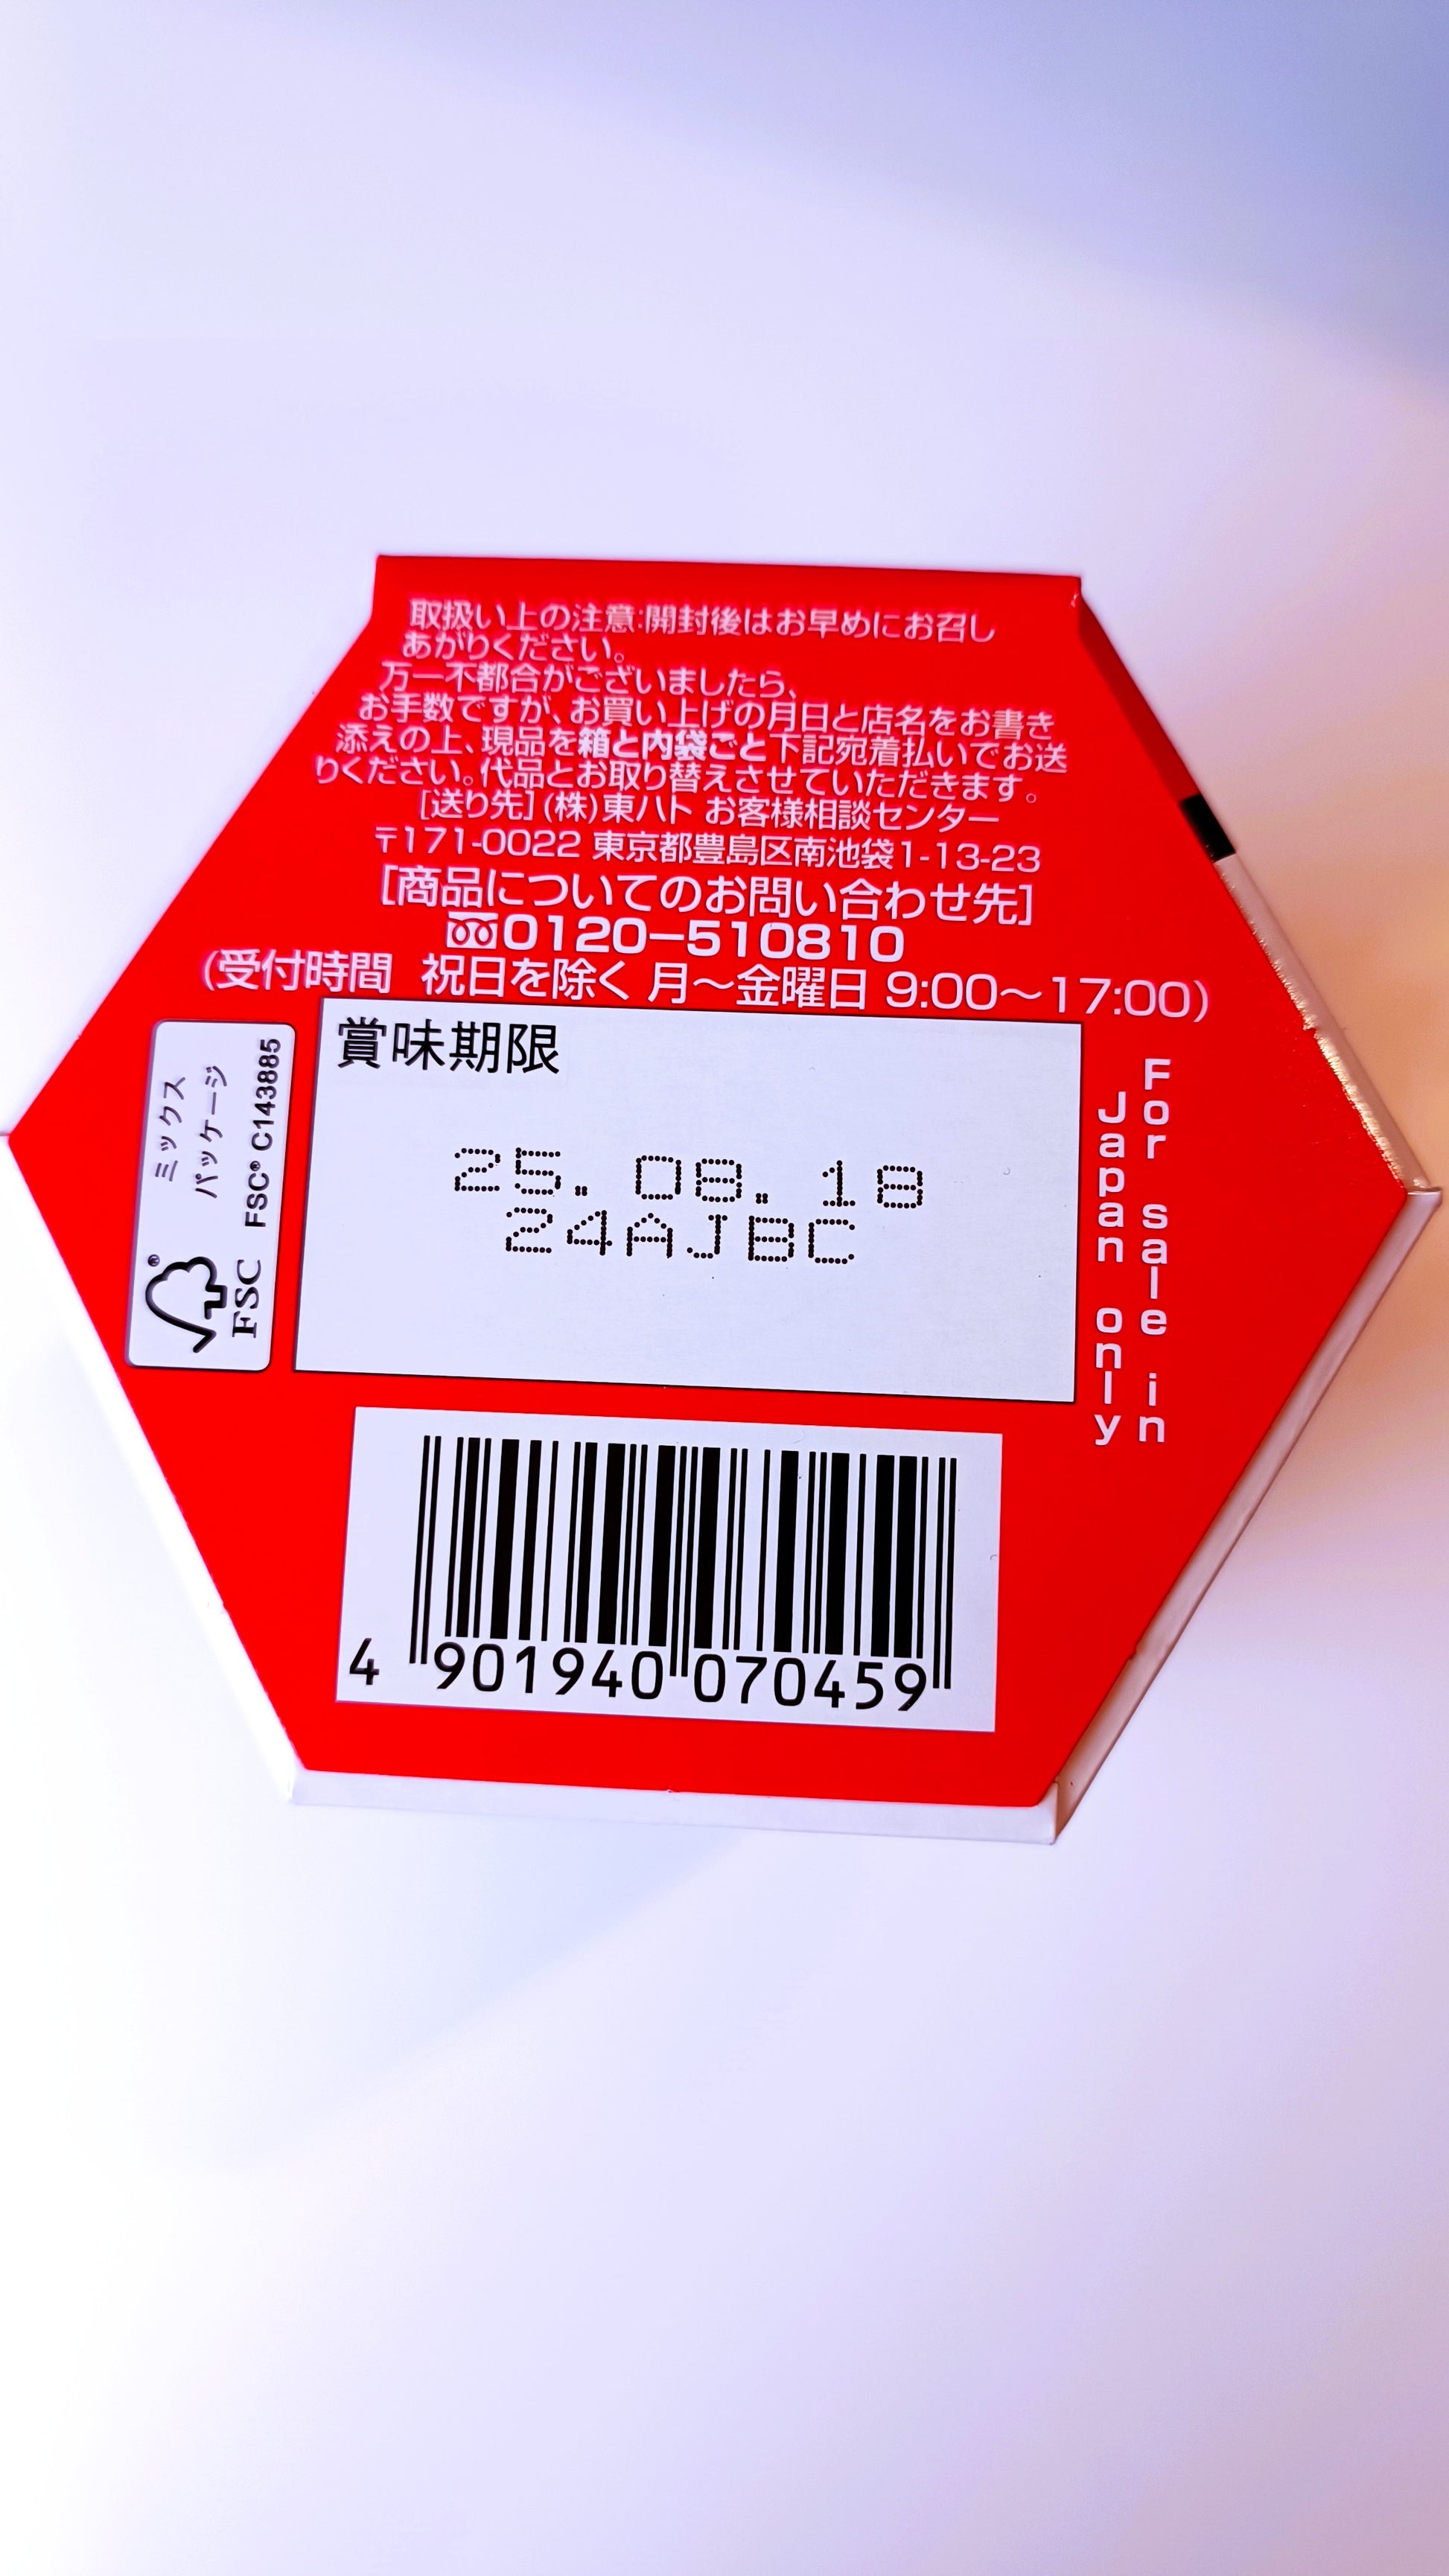 取扱い上の注意:開封後はお早めにお召し
あがりください。
万一不都合がございましたら、
お手数ですが、お買い上げの月日と店名をお書き
添えの上、現品を箱と内袋ごと下記宛着払いでお送
りください。代品とお取り替えさせていただきます。
[送り先](株)東ハト お客様相談センター
〒171-0022 東京都豊島区南池袋1-13-23
[商品についてのお問い合わせ先]
0120−510810
(受付時間 祝日を除く 月〜金曜日 9:00〜17:00)
ミックス
パッケージ
FSC® C143885
®
FSC
賞味期限
25.08.18
24AJBC
For sale in
Japan only
4 901940 070459